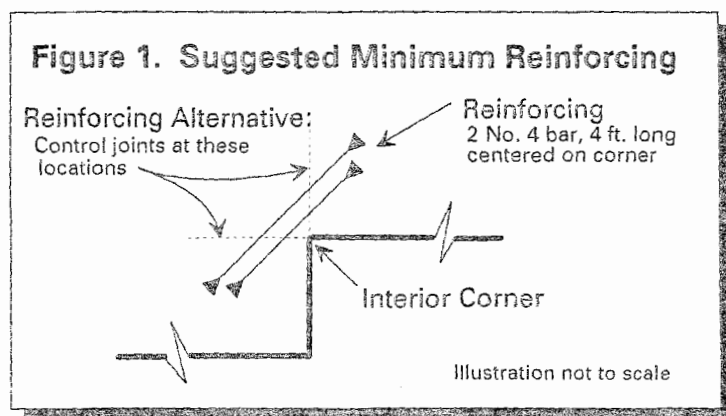 Figure 1. Suggested Minimum Reinforcing
Reinforcing Alternative:
Control joints at these
locations
Reinforcing
2 No. 4 bar, 4 ft. long
centered on corner
Interior Corner
Illustration not to scale